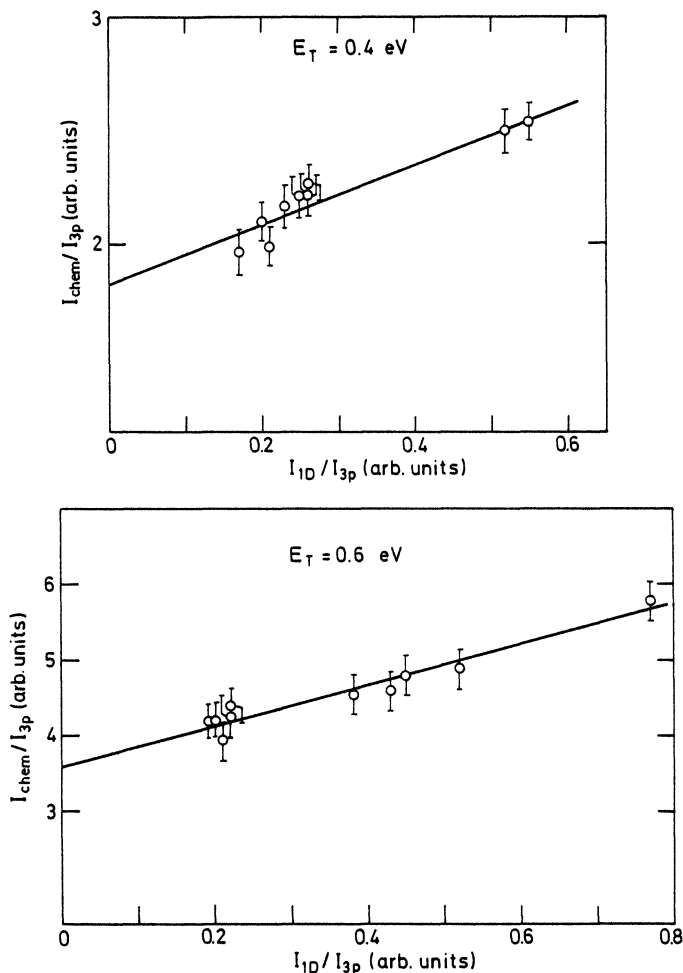 3
E_T = 0.4 eV
I_chem / I_3p (arb. units)
2
0 0.2 0.4 0.6
I_1D / I_3p (arb. units)
E_T = 0.6 eV
6
5
4
3
I_chem / I_3p (arb. units)
0 0.2 0.4 0.6 0.8
I_1D / I_3p (arb. units)